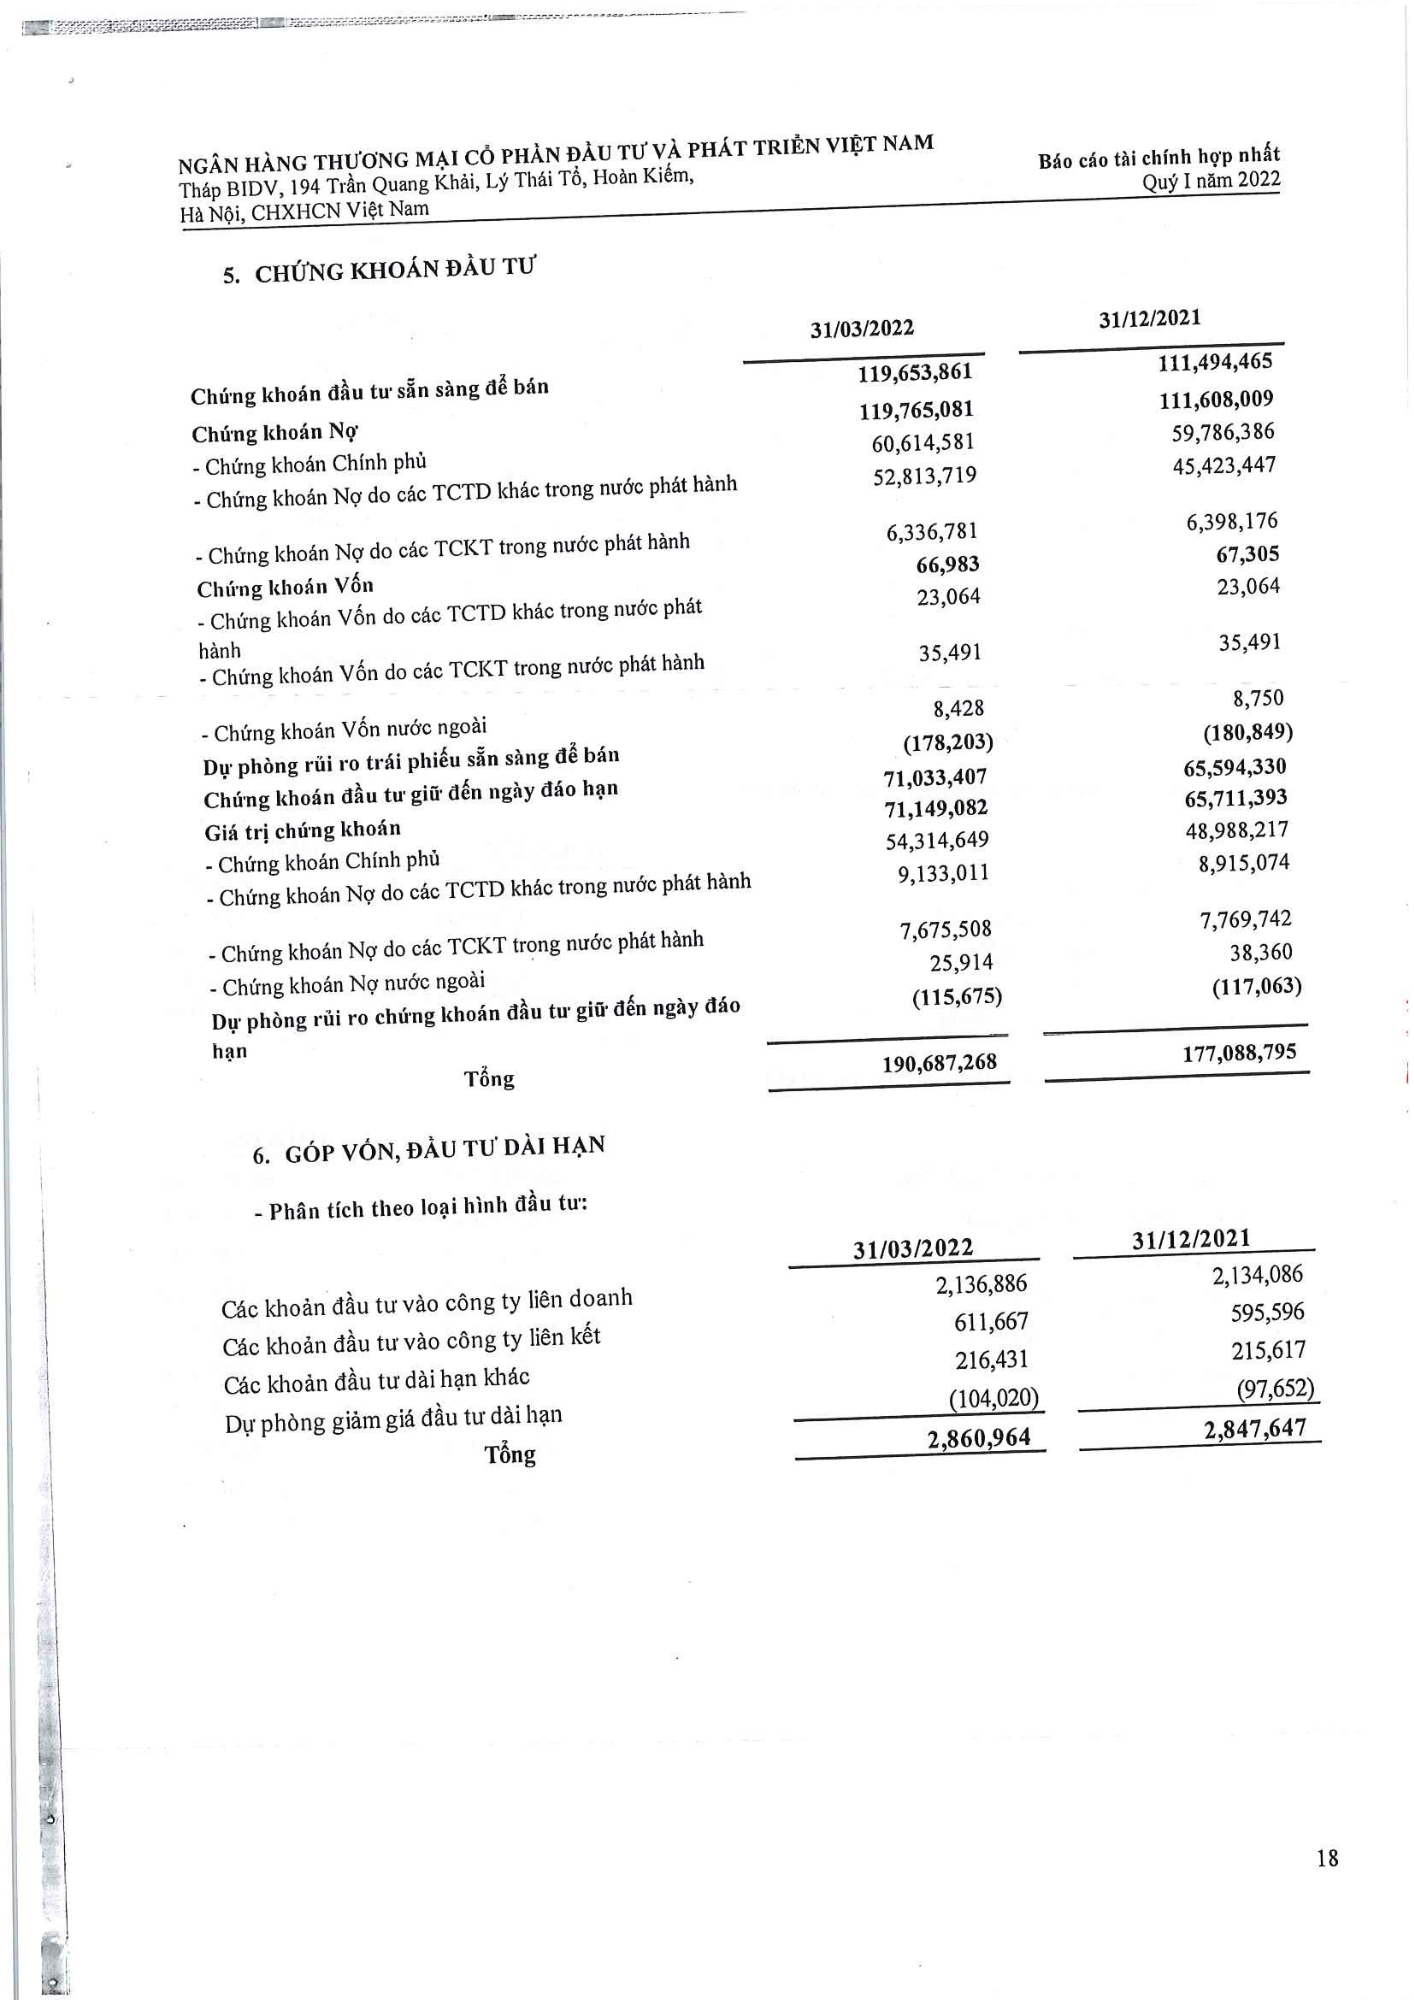 NGÂN HÀNG THƯƠNG MẠI CỔ PHẦN ĐẦU TƯ VÀ PHÁT TRIỂN VIỆT NAM
Tháp BIDV, 194 Trần Quang Khải, Lý Thái Tổ, Hoàn Kiếm,
Hà Nội, CHXHCN Việt Nam
Báo cáo tài chính hợp nhất
Quý I năm 2022
5. CHỨNG KHOÁN ĐẦU TƯ
31/03/2022 31/12/2021
Chứng khoán đầu tư sẵn sàng để bán 119,653,861 111,494,465
Chứng khoán Nợ 119,765,081 111,608,009
- Chứng khoán Chính phủ 60,614,581 59,786,386
- Chứng khoán Nợ do các TCTD khác trong nước phát hành 52,813,719 45,423,447
- Chứng khoán Nợ do các TCKT trong nước phát hành 6,336,781 6,398,176
Chứng khoán Vốn 66,983 67,305
- Chứng khoán Vốn do các TCTD khác trong nước phát 23,064 23,064
hành
- Chứng khoán Vốn do các TCKT trong nước phát hành 35,491 35,491
- Chứng khoán Vốn nước ngoài 8,428 8,750
Dự phòng rủi ro trái phiếu sẵn sàng để bán (178,203) (180,849)
Chứng khoán đầu tư giữ đến ngày đáo hạn 71,033,407 65,594,330
Giá trị chứng khoán 71,149,082 65,711,393
- Chứng khoán Chính phủ 54,314,649 48,988,217
- Chứng khoán Nợ do các TCTD khác trong nước phát hành 9,133,011 8,915,074
- Chứng khoán Nợ do các TCKT trong nước phát hành 7,675,508 7,769,742
- Chứng khoán Nợ nước ngoài 25,914 38,360
Dự phòng rủi ro chứng khoán đầu tư giữ đến ngày đáo (115,675) (117,063)
hạn
Tổng 190,687,268 177,088,795
6. GÓP VỐN, ĐẦU TƯ DÀI HẠN
- Phân tích theo loại hình đầu tư:
31/03/2022 31/12/2021
Các khoản đầu tư vào công ty liên doanh 2,136,886 2,134,086
Các khoản đầu tư vào công ty liên kết 611,667 595,596
Các khoản đầu tư dài hạn khác 216,431 215,617
Dự phòng giảm giá đầu tư dài hạn (104,020) (97,652)
Tổng 2,860,964 2,847,647
18